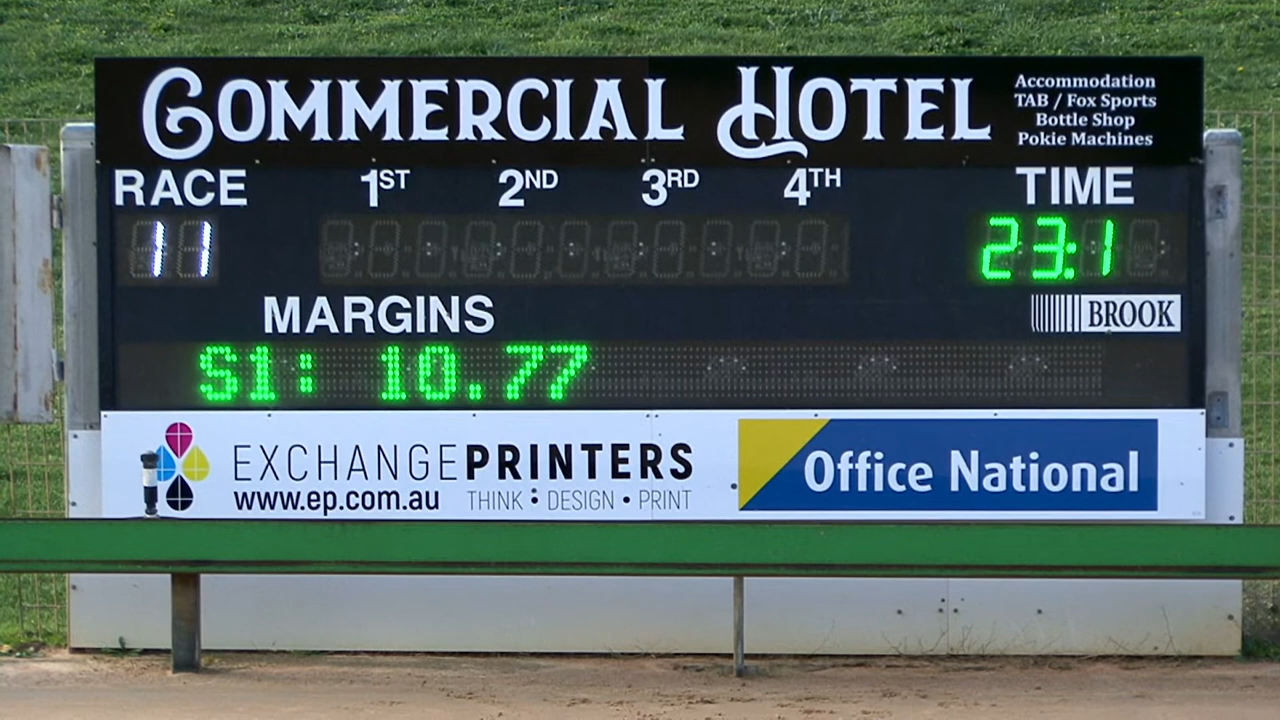 COMMERCIAL HOTEL
Accommodation
TAB / Fox Sports
Bottle Shop
Pokie Machines
RACE 1ST 2ND 3RD 4TH TIME
11 23:1
MARGINS
BROOK
S1: 10.77
EXCHANGEPRINTERS
www.ep.com.au THINK : DESIGN • PRINT
Office National